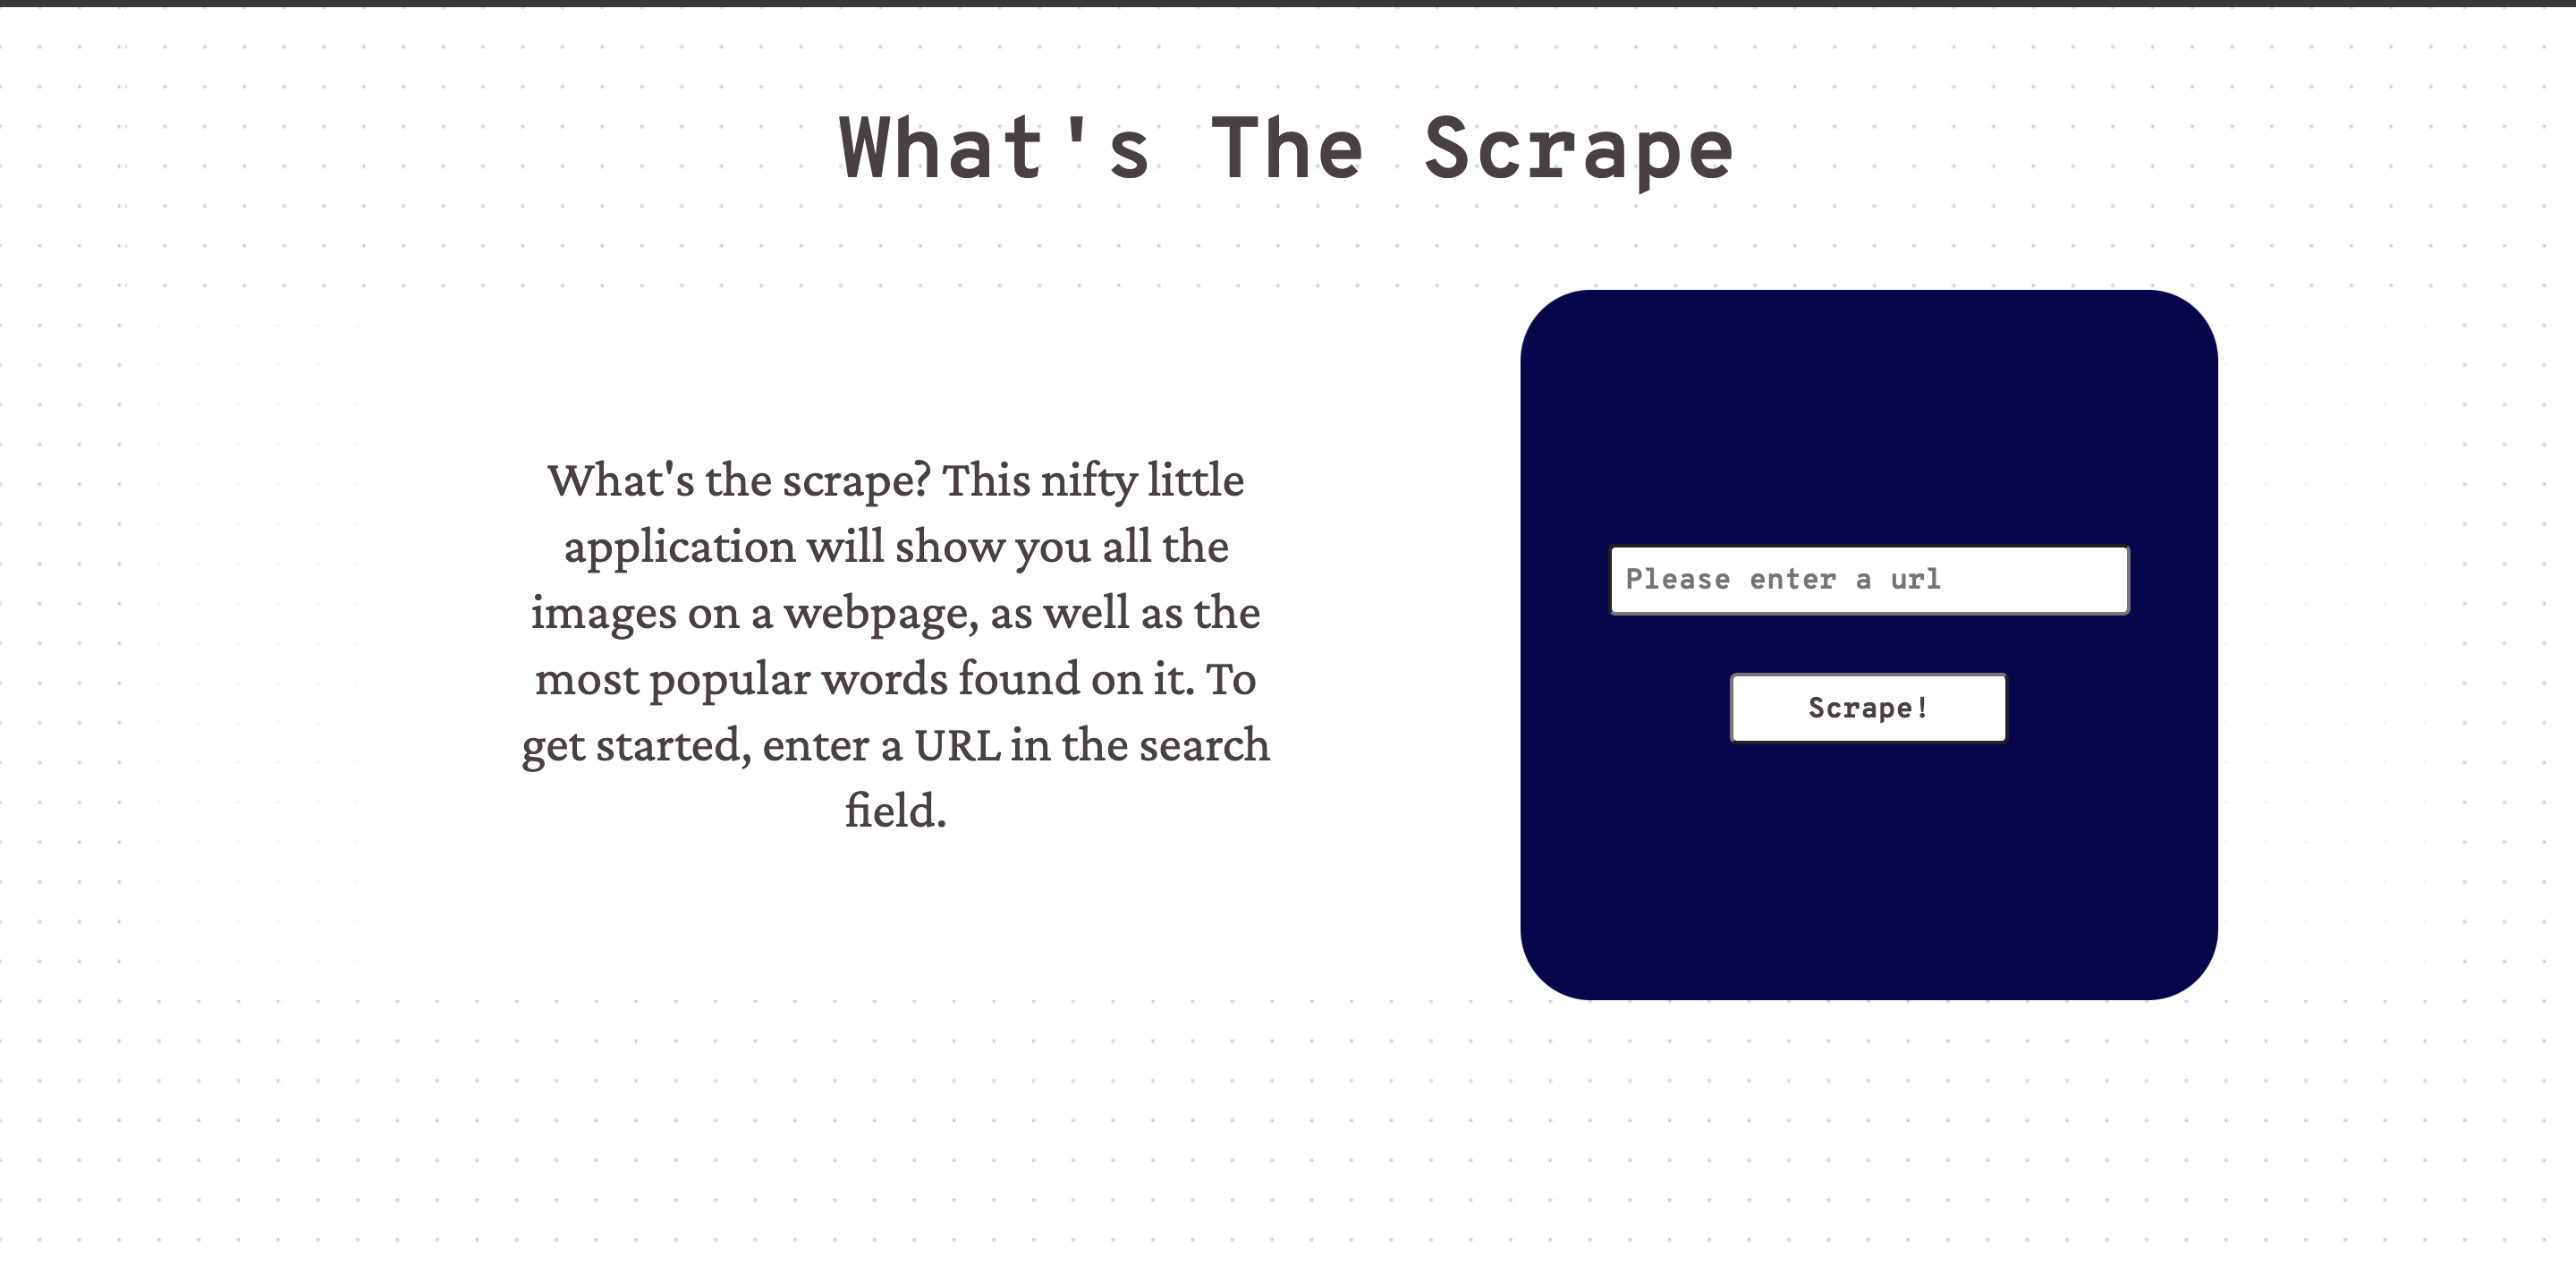 What's The Scrape
What's the scrape? This nifty little
application will show you all the
images on a webpage, as well as the
most popular words found on it. To
get started, enter a URL in the search
field.
Please enter a url
Scrape!